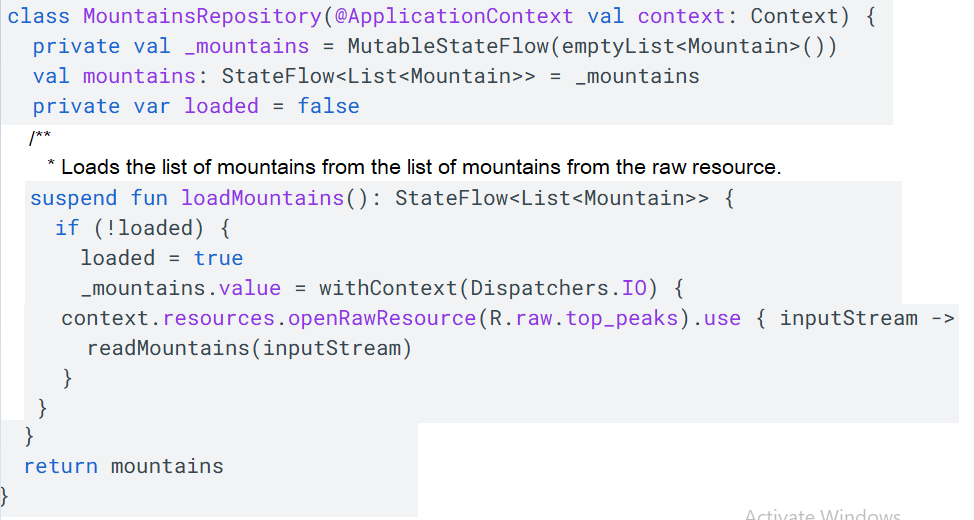 class MountainsRepository(@ApplicationContext val context: Context) {
private val _mountains = MutableStateFlow(emptyList<Mountain>())
val mountains: StateFlow<List<Mountain>> = _mountains
private var loaded = false
/**
* Loads the list of mountains from the list of mountains from the raw resource.
suspend fun loadMountains(): StateFlow<List<Mountain>> {
if (!loaded) {
loaded = true
_mountains.value = withContext(Dispatchers.IO) {
context.resources.openRawResource(R.raw.top_peaks).use { inputStream ->
readMountains(inputStream)
}
}
}
return mountains
}
Activate Windows